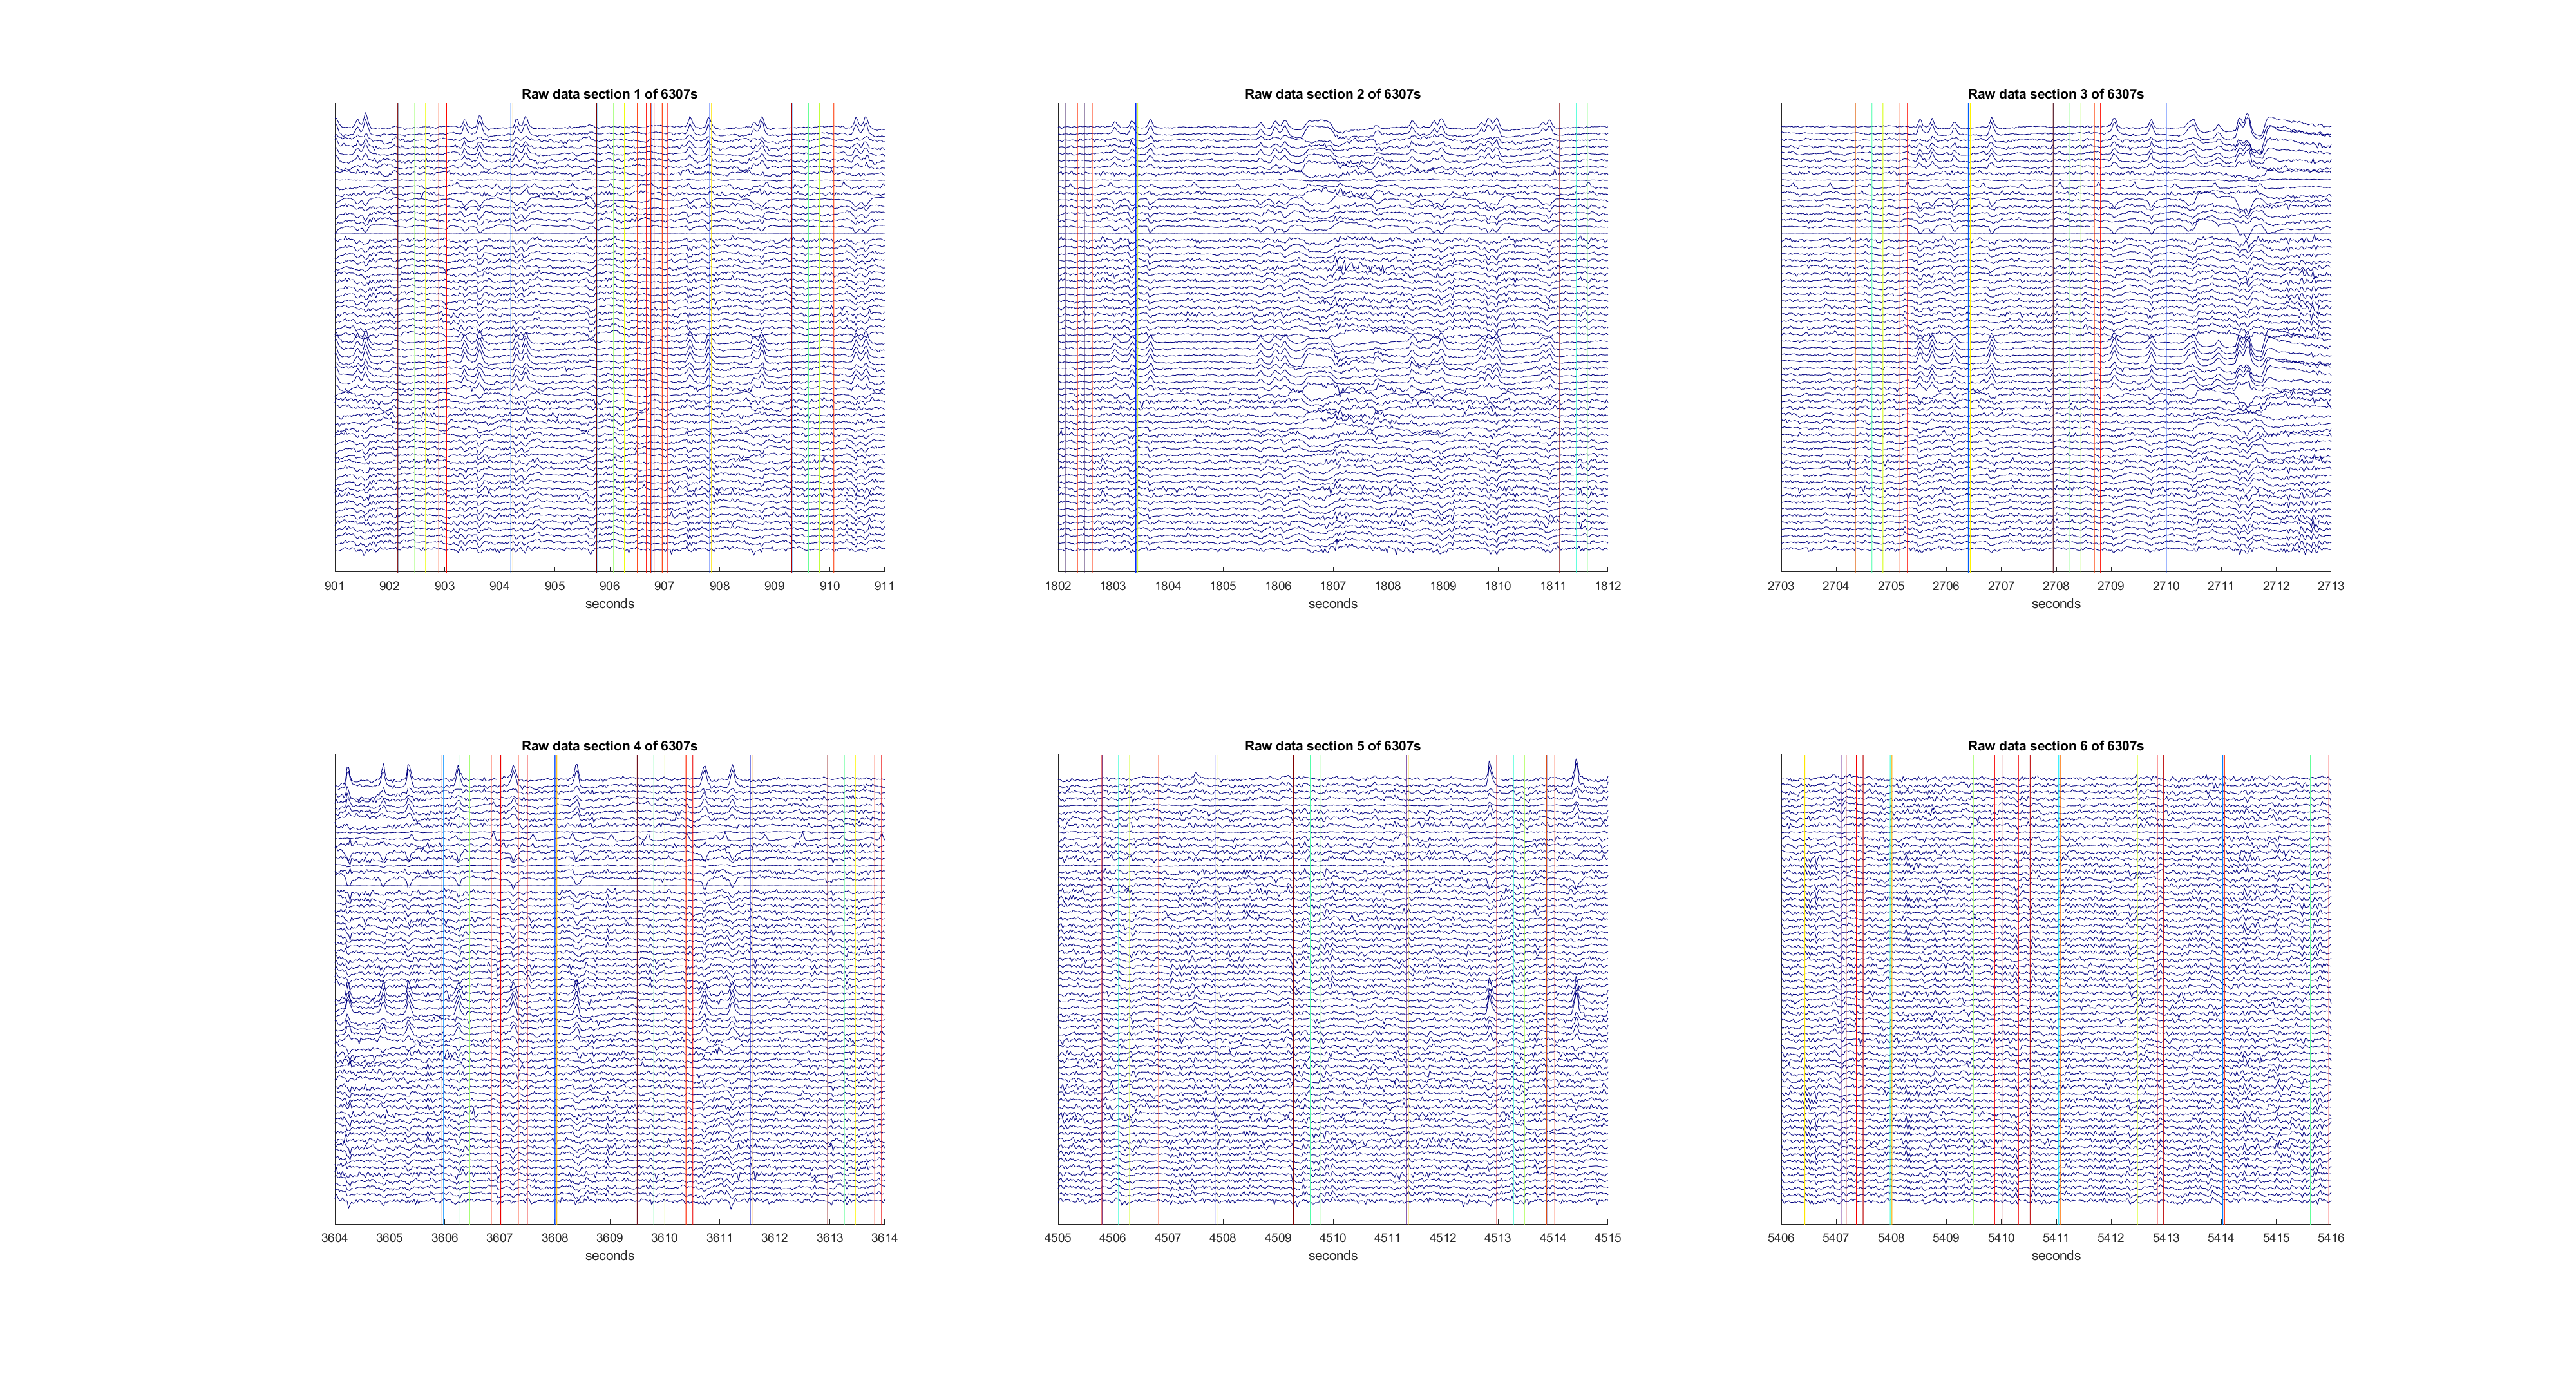 Raw data section 1 of 6307s
901 902 903 904 905 906 907 908 909 910 911
seconds
Raw data section 2 of 6307s
1802 1803 1804 1805 1806 1807 1808 1809 1810 1811 1812
seconds
Raw data section 3 of 6307s
2703 2704 2705 2706 2707 2708 2709 2710 2711 2712 2713
seconds
Raw data section 4 of 6307s
3604 3605 3606 3607 3608 3609 3610 3611 3612 3613 3614
seconds
Raw data section 5 of 6307s
4505 4506 4507 4508 4509 4510 4511 4512 4513 4514 4515
seconds
Raw data section 6 of 6307s
5406 5407 5408 5409 5410 5411 5412 5413 5414 5415 5416
seconds